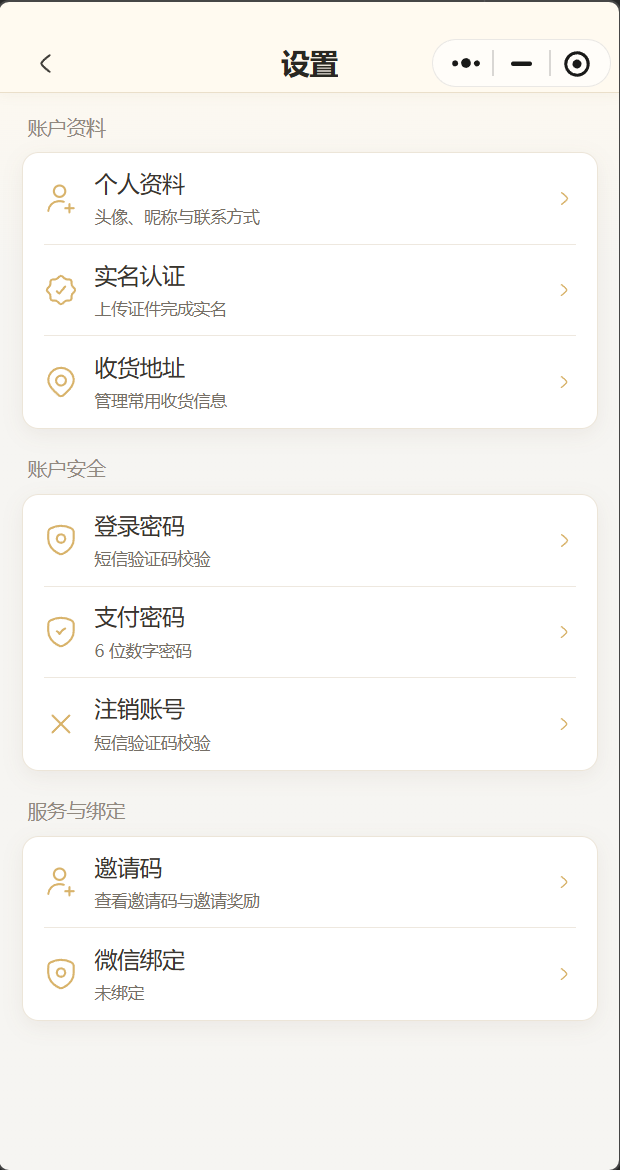 设置
账户资料
个人资料
头像、昵称与联系方式
实名认证
上传证件完成实名
收货地址
管理常用收货信息
账户安全
登录密码
短信验证码校验
支付密码
6 位数字密码
注销账号
短信验证码校验
服务与绑定
邀请码
查看邀请码与邀请奖励
微信绑定
未绑定